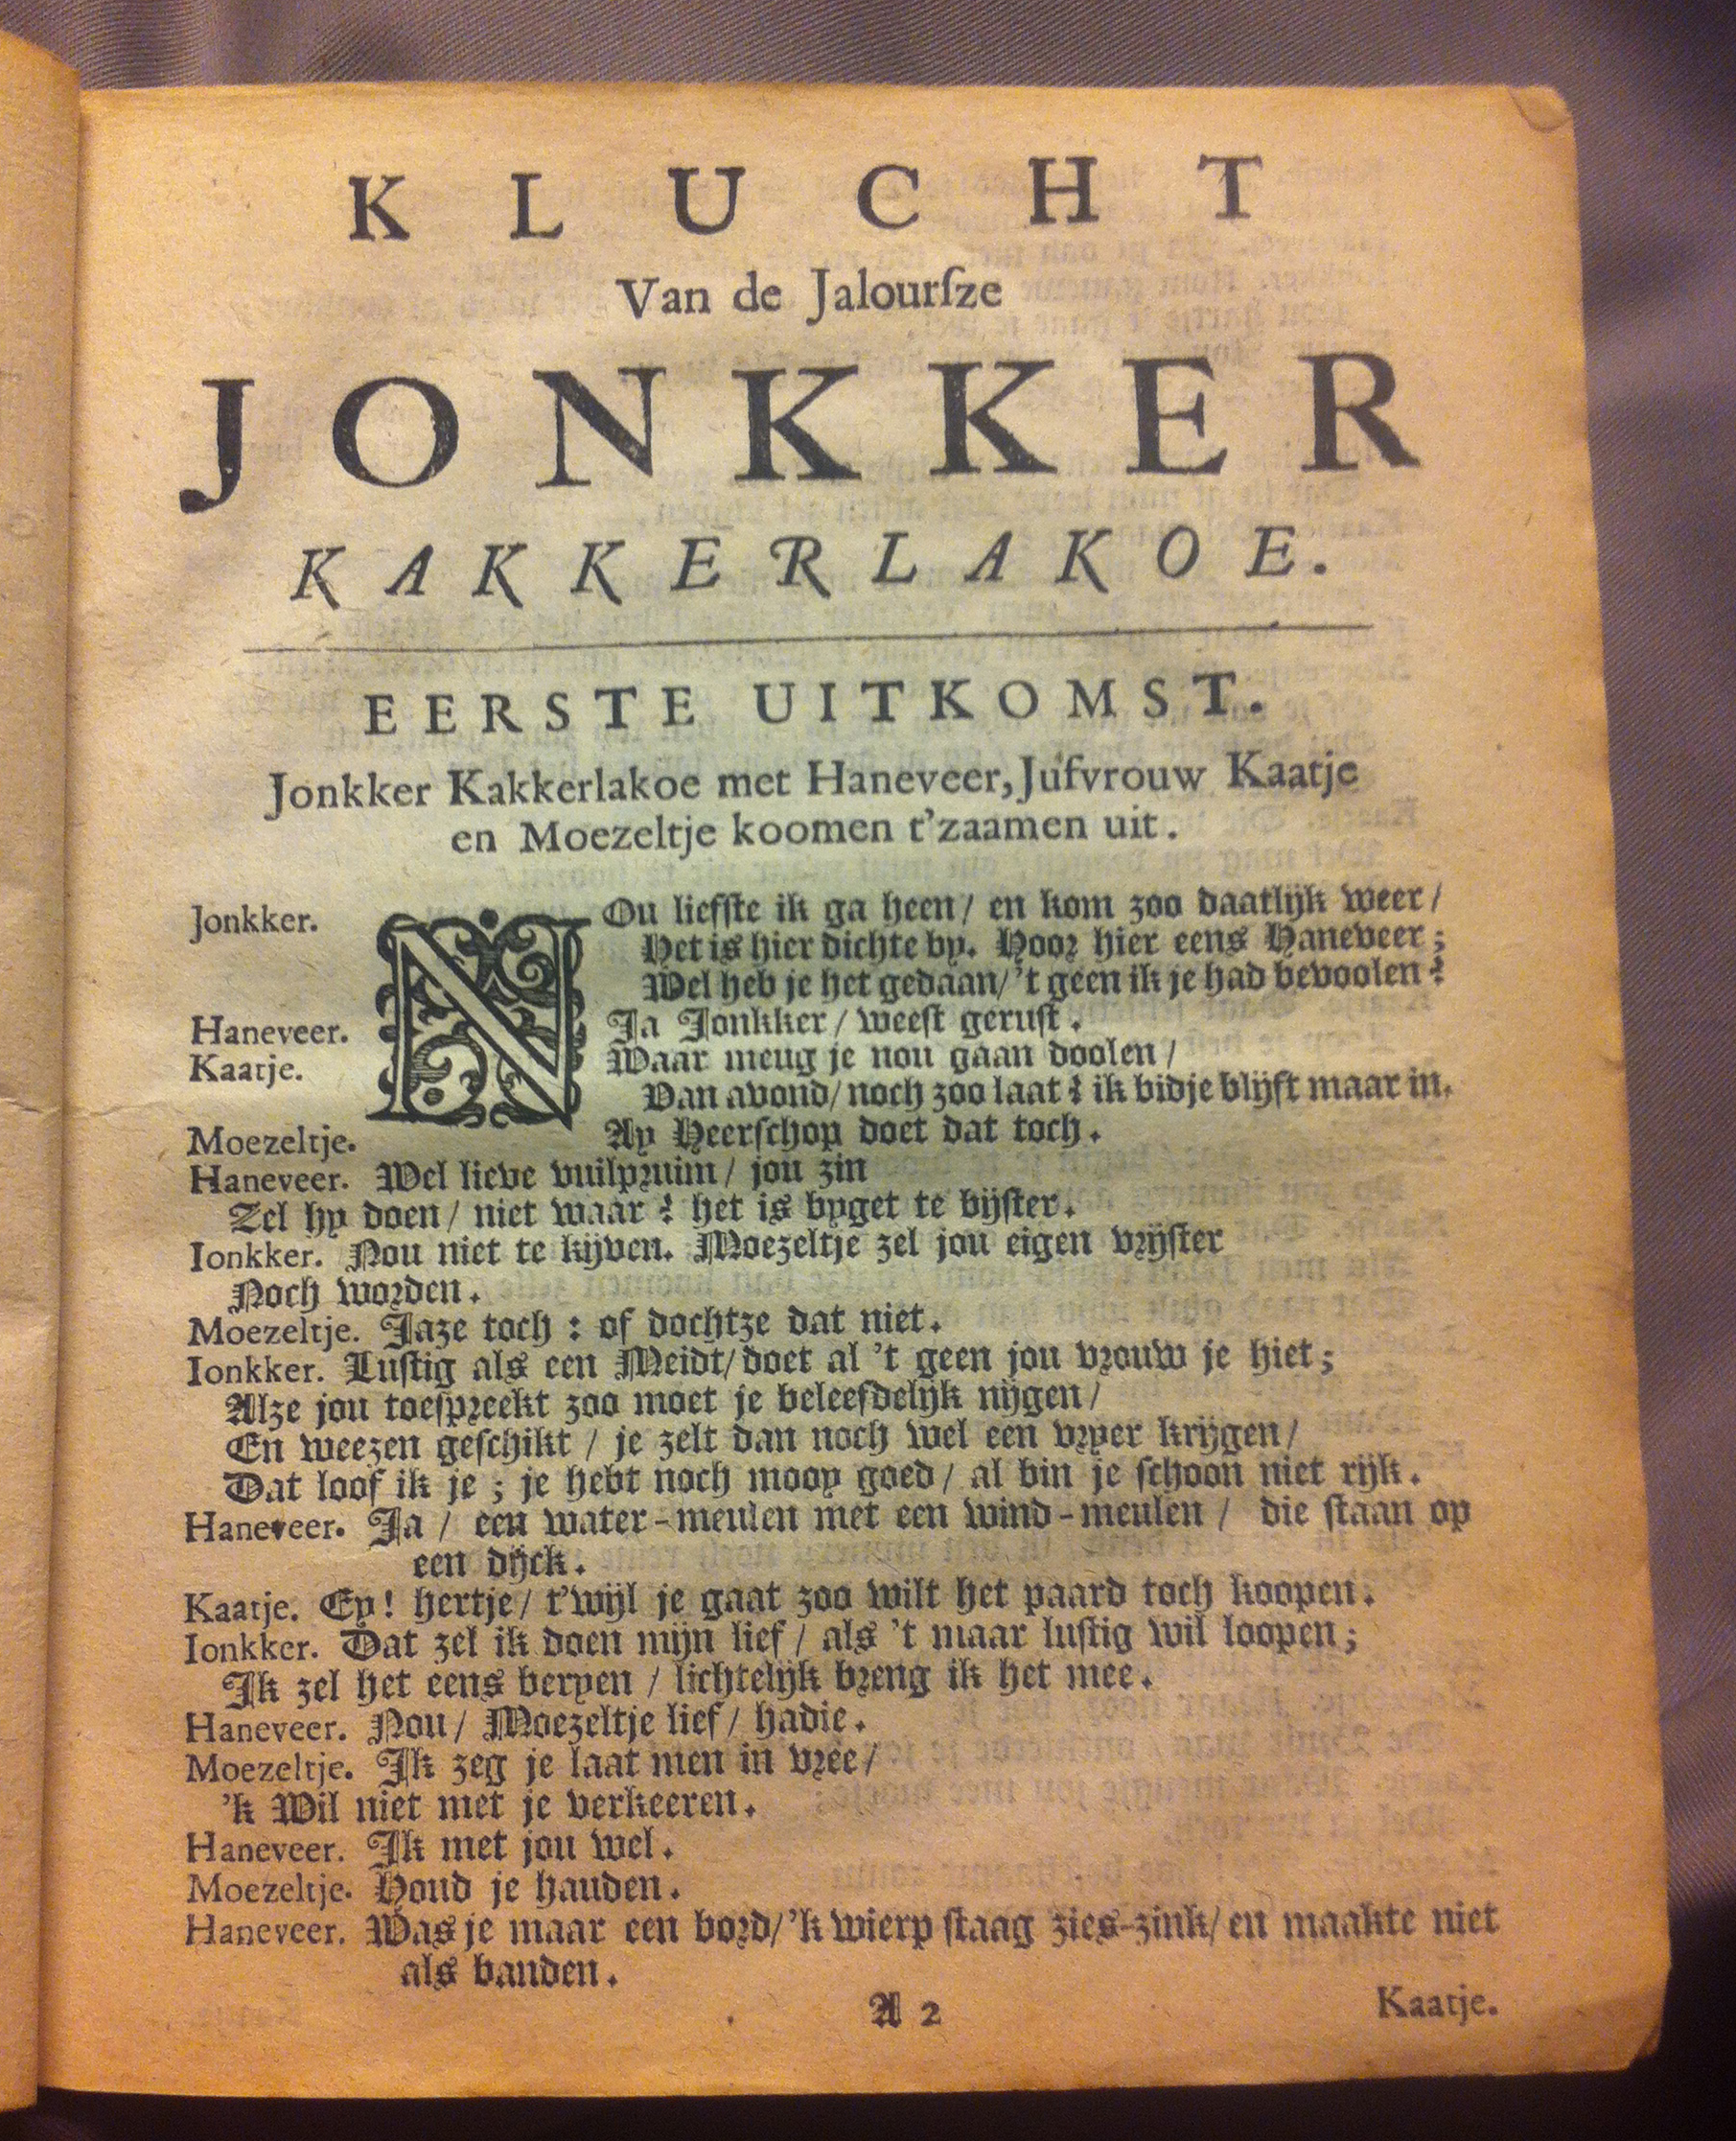 KLUCHT
Van de Jalourſze
JONKKER
KAKKERLAKOE.
EERSTE UITKOMST.
Jonkker Kakkerlakoe met Haneveer, Jufvrouw Kaatje
en Moezeltje koomen t'zaamen uit.
Jonkker. NOu liefſte ik ga heen / en kom zoo daatlijk weer /
Het is hier dichte by. Hoor hier eens Haneveer;
Wel heb je het gedaan / 't geen ik je had bevoolen?
Haneveer. Ja Jonkker / weeſt geruſt.
Kaatje. Waar meug je nou gaan doolen /
Van avond / noch zoo laat? ik bidje blijft maar in.
Moezeltje. Ay Heerſchop doet dat toch.
Haneveer. Wel lieve vuilpruim / jou zin
Zel hy doen / niet waar? het is byget te bijſter.
Ionkker. Nou niet te kijven. Moezeltje zel jou eigen vrijſter
Noch worden.
Moezeltje. Jaze toch: of dochtze dat niet.
Ionkker. Luſtig als een Meidt / doet al 't geen jou vrouw je hiet;
Alze jou toeſpreekt zoo moet je beleefdelijk nijgen /
En weezen geſchikt / je zelt dan noch wel een vryer krijgen /
Dat loof ik je; je hebt noch mooy goed / al bin je ſchoon niet rijk.
Haneveer. Ja / een water-meulen met een wind-meulen / die ſtaan op
een dijck.
Kaatje. Ey! hertje / t'wijl je gaat zoo wilt het paard toch koopen.
Ionkker. Dat zel ik doen mijn lief / als 't maar luſtig wil loopen;
Ik zel het eens beryen / lichtelijk breng ik het mee.
Haneveer. Nou / Moezeltje lief / hadie.
Moezeltje. Ik zeg je laat men in vree /
'k Wil niet met je verkeeren.
Haneveer. Ik met jou wel.
Moezeltje. Houd je handen.
Haneveer. Was je maar een bord / 'k wierp ſtaag zies-zink / en maakte niet
als banden.
A 2
Kaatje.